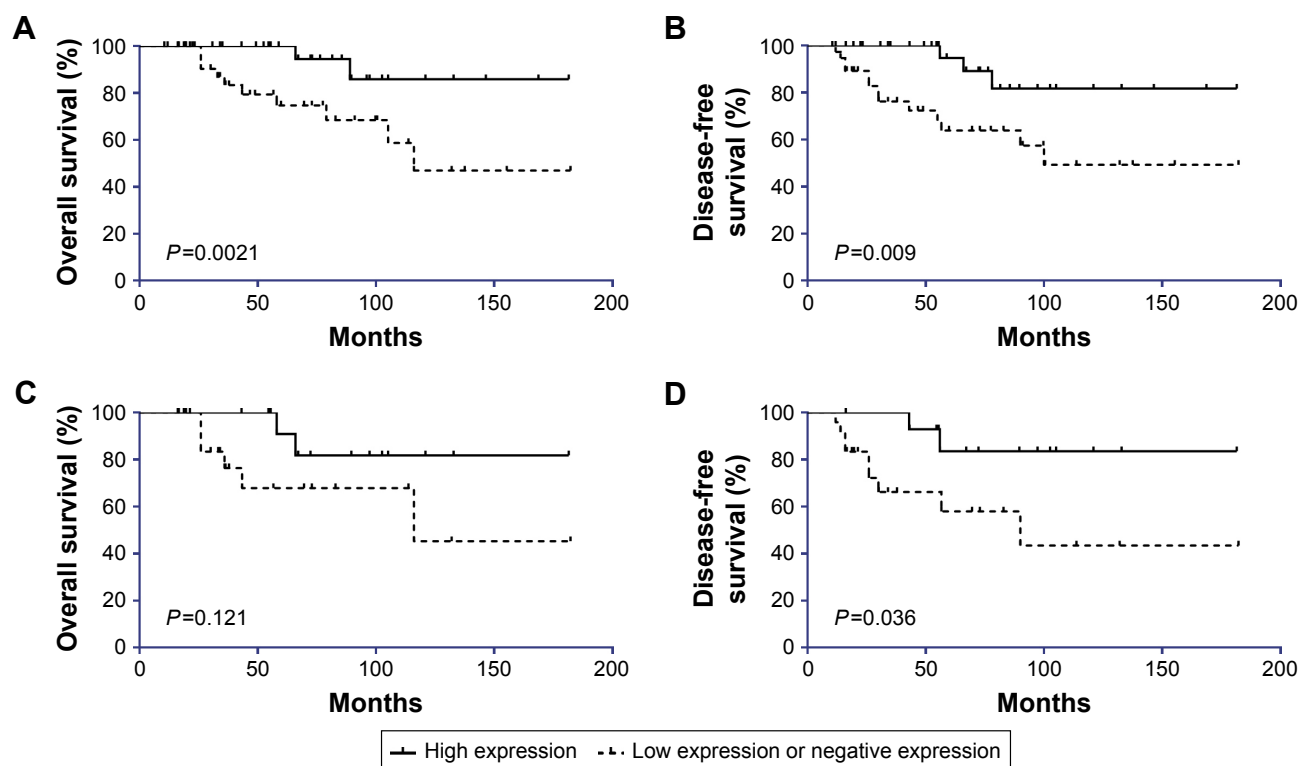 A
Overall survival (%)
100
80
60
40
20
0
P=0.0021
0 50 100 150 200
Months
B
Disease-free
survival (%)
100
80
60
40
20
0
P=0.009
0 50 100 150 200
Months
C
Overall survival (%)
100
80
60
40
20
0
P=0.121
0 50 100 150 200
Months
D
Disease-free
survival (%)
100
80
60
40
20
0
P=0.036
0 50 100 150 200
Months
High expression Low expression or negative expression